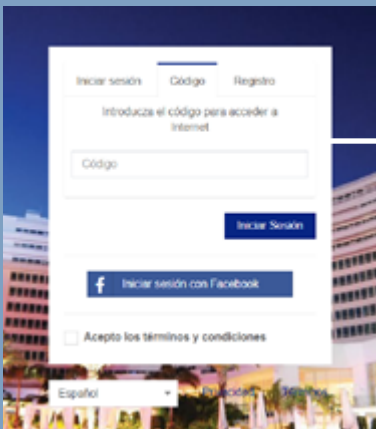 Iniciar sesión Código Registro
Introduzca el código para acceder a
Internet
Código
Iniciar Sesión
f Iniciar sesión con Facebook
Acepto los términos y condiciones
Español